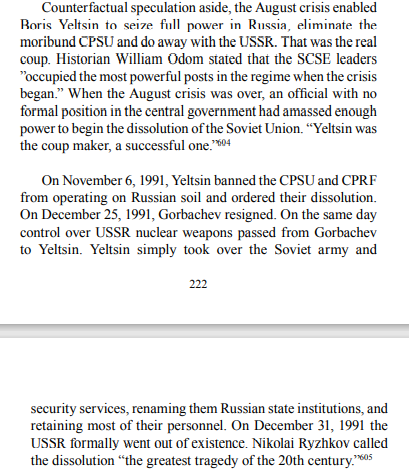 Counterfactual speculation aside, the August crisis enabled
Boris Yeltsin to seize full power in Russia, eliminate the
moribund CPSU and do away with the USSR. That was the real
coup. Historian William Odom stated that the SCSE leaders
”occupied the most powerful posts in the regime when the crisis
began.” When the August crisis was over, an official with no
formal position in the central government had amassed enough
power to begin the dissolution of the Soviet Union. “Yeltsin was
the coup maker, a successful one.”604
On November 6, 1991, Yeltsin banned the CPSU and CPRF
from operating on Russian soil and ordered their dissolution.
On December 25, 1991, Gorbachev resigned. On the same day
control over USSR nuclear weapons passed from Gorbachev
to Yeltsin. Yeltsin simply took over the Soviet army and
222
security services, renaming them Russian state institutions, and
retaining most of their personnel. On December 31, 1991 the
USSR formally went out of existence. Nikolai Ryzhkov called
the dissolution “the greatest tragedy of the 20th century.”605